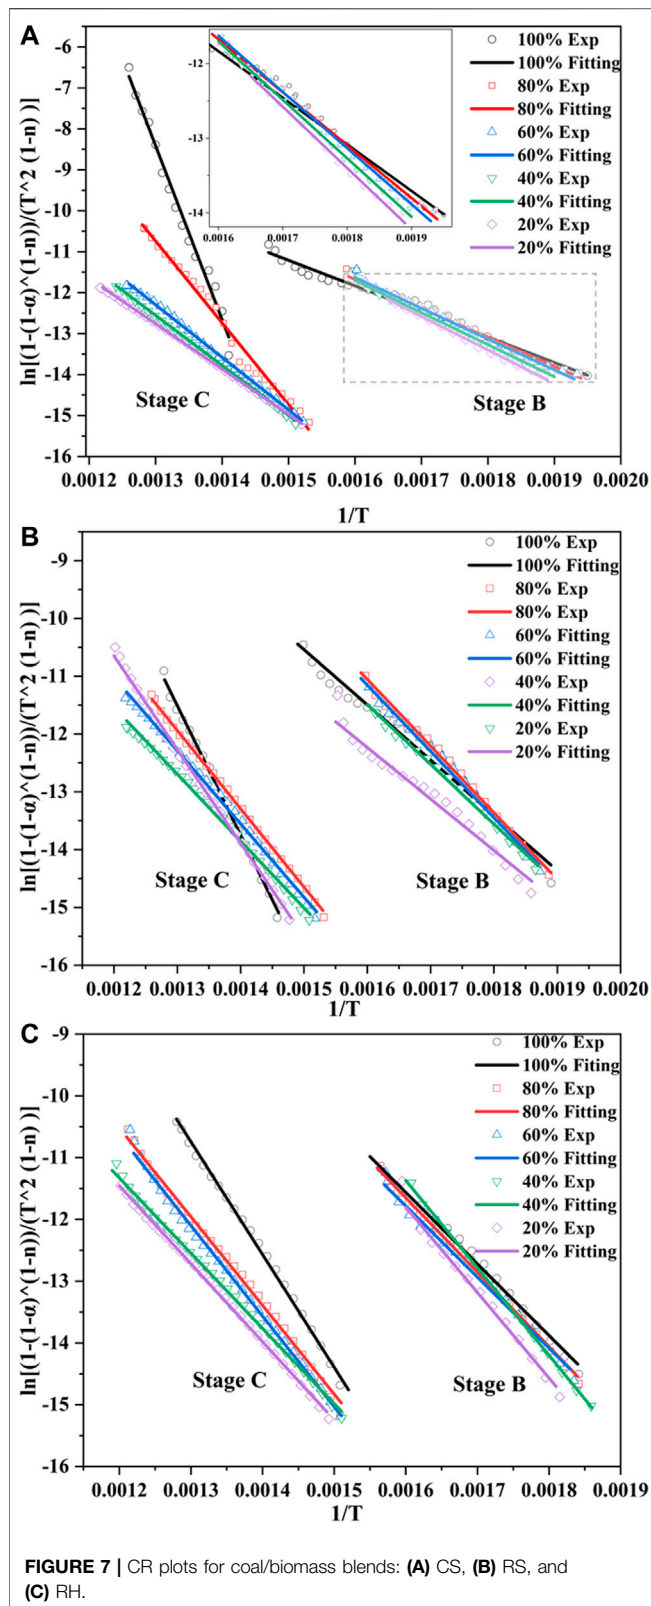 A
ln[(1-(1-α)^(1-n))/(T^2 (1-n))]
-6
-7
-8
-9
-10
-11
-12
-13
-14
-15
-16
-12
-13
-14
0.0016 0.0017 0.0018 0.0019
100% Exp
100% Fitting
80% Exp
80% Fitting
60% Exp
60% Fitting
40% Exp
40% Fitting
20% Exp
20% Fitting
Stage C
Stage B
0.0012 0.0013 0.0014 0.0015 0.0016 0.0017 0.0018 0.0019 0.0020
1/T
B
ln[(1-(1-α)^(1-n))/(T^2 (1-n))]
-9
-10
-11
-12
-13
-14
-15
-16
100% Exp
100% Fitting
80% Exp
80% Exp
60% Fitting
60% Fitting
40% Exp
40% Fitting
20% Exp
20% Fitting
Stage C
Stage B
0.0012 0.0013 0.0014 0.0015 0.0016 0.0017 0.0018 0.0019 0.0020
1/T
C
ln[(1-(1-α)^(1-n))/(T^2 (1-n))]
-9
-10
-11
-12
-13
-14
-15
-16
100% Exp
100% Fiting
80% Exp
80% Fitting
60% Exp
60% Fitting
40% Exp
40% Fitting
20% Exp
20% Fitting
Stage C
Stage B
0.0012 0.0013 0.0014 0.0015 0.0016 0.0017 0.0018 0.0019
1/T
FIGURE 7 | CR plots for coal/biomass blends: (A) CS, (B) RS, and
(C) RH.